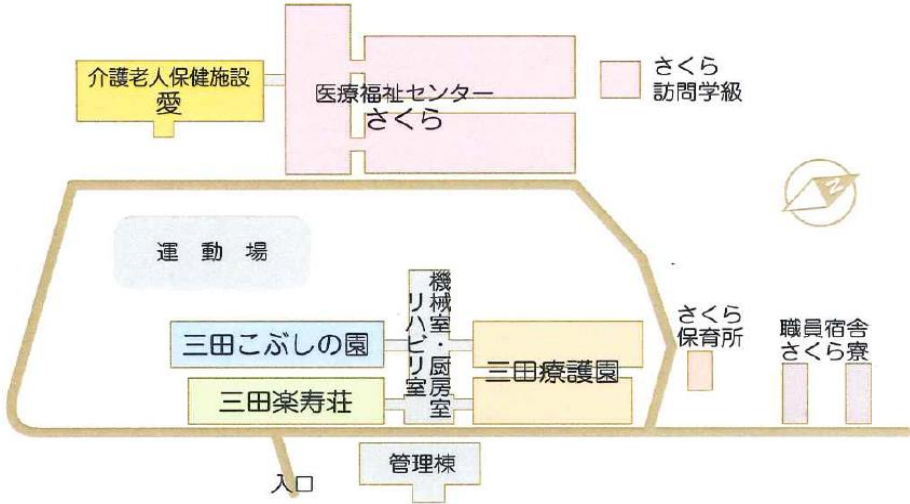 介護老人保健施設
愛
医療福祉センター
さくら
さくら
訪問学級
運動場
機械室・厨房室
リハビリ室
三田こぶしの園
三田療護園
三田楽寿荘
さくら
保育所
職員宿舎
さくら寮
管理棟
入口
N